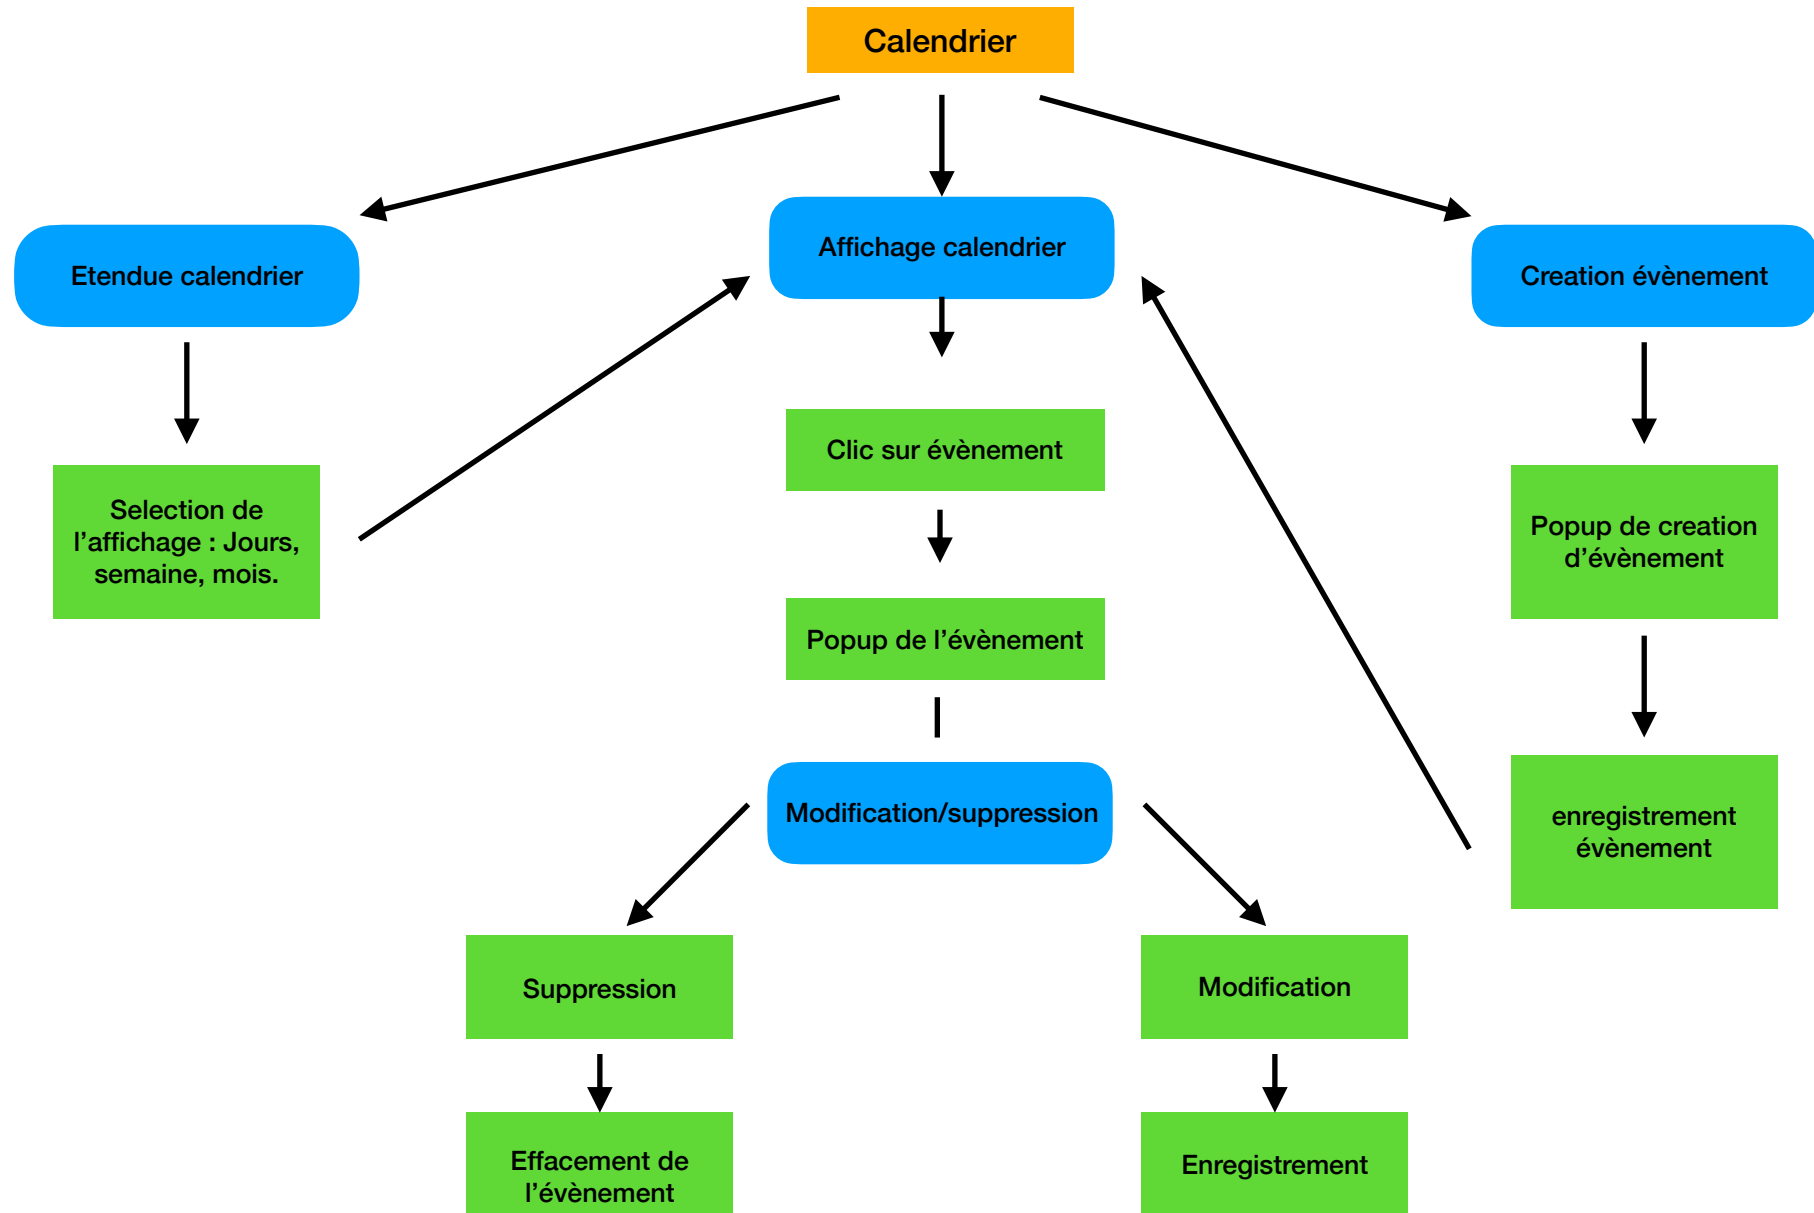 Calendrier
Etendue calendrier
Affichage calendrier
Creation évènement
Selection de
l’affichage : Jours,
semaine, mois.
Clic sur évènement
Popup de creation
d’évènement
Popup de l’évènement
Modification/suppression
enregistrement
évènement
Suppression
Modification
Effacement de
l’évènement
Enregistrement